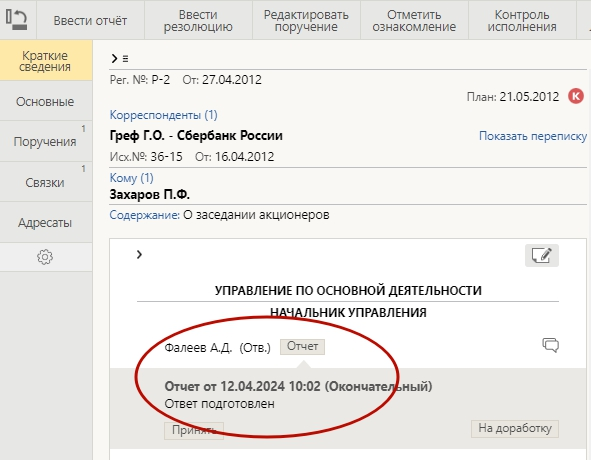 Ввести отчёт
Ввести резолюцию
Редактировать поручение
Отметить ознакомление
Контроль исполнения
Краткие сведения
Основные
Поручения 1
Связки 1
Адресаты
Рег. №: Р-2 От: 27.04.2012
План: 21.05.2012 К
Корреспонденты (1)
Греф Г.О. - Сбербанк России
Показать переписку
Исх.№: 36-15 От: 16.04.2012
Кому (1)
Захаров П.Ф.
Содержание: О заседании акционеров
УПРАВЛЕНИЕ ПО ОСНОВНОЙ ДЕЯТЕЛЬНОСТИ
НАЧАЛЬНИК УПРАВЛЕНИЯ
Фалеев А.Д. (Отв.) Отчет
Отчет от 12.04.2024 10:02 (Окончательный)
Ответ подготовлен
Принять
На доработку